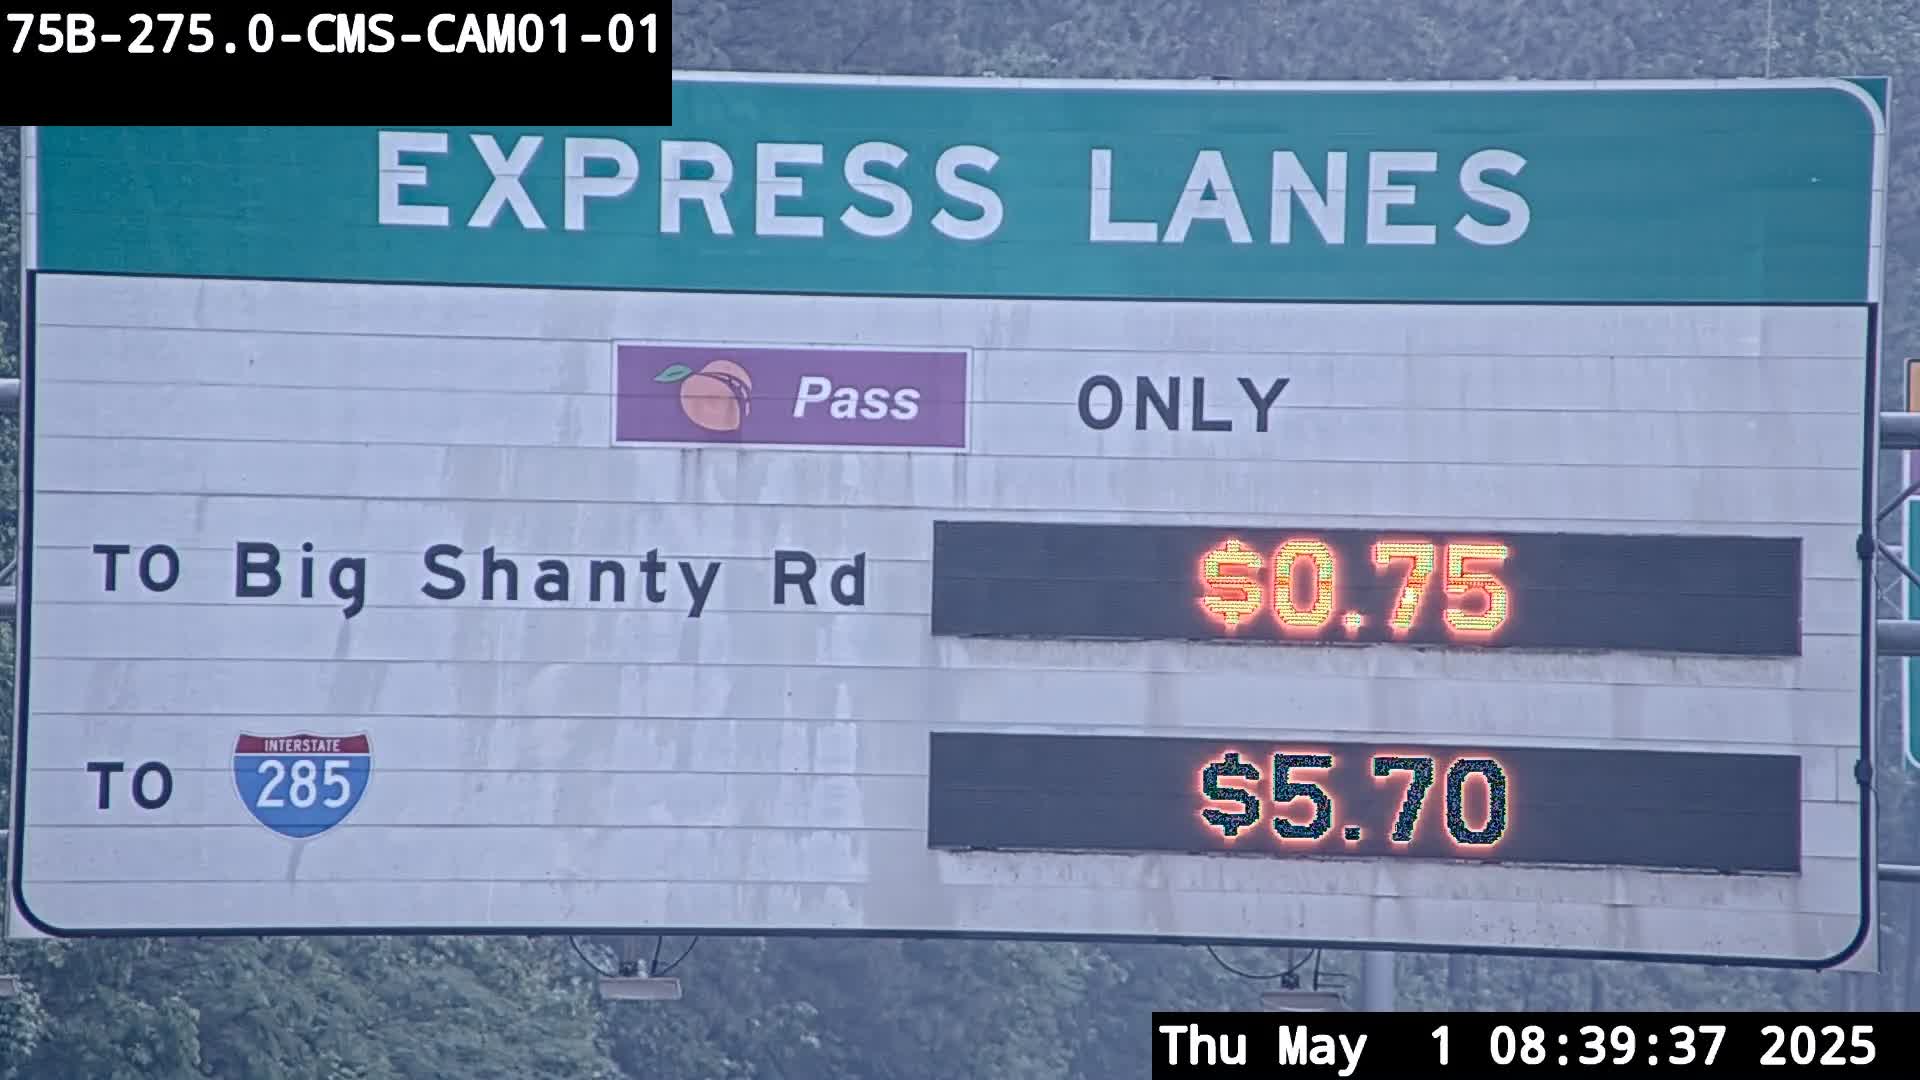 75B-275.0-CMS-CAM01-01
EXPRESS LANES
Pass ONLY
TO Big Shanty Rd $0.75
INTERSTATE
TO 285 $5.70
Thu May 1 08:39:37 2025